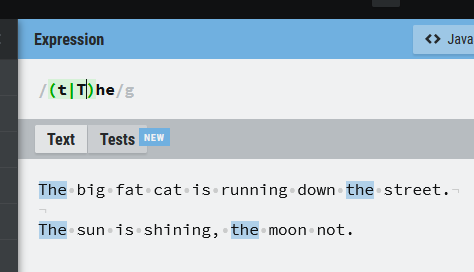 Expression
<> Java
/(t|T)he/g
Text Tests NEW
The big fat cat is running down the street.
The sun is shining, the moon not.